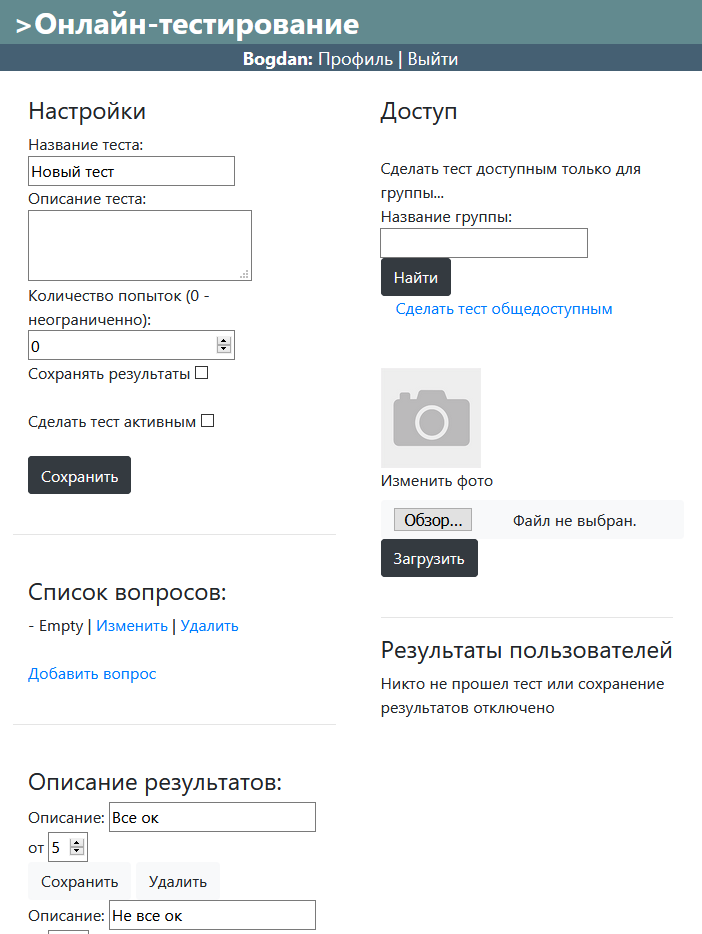 >Онлайн-тестирование
Bogdan: Профиль | Выйти
Настройки
Название теста:
Новый тест
Описание теста:
Количество попыток (0 -
неограниченно):
0
Сохранять результаты
Сделать тест активным
Сохранить
Список вопросов:
- Empty | Изменить | Удалить
Добавить вопрос
Описание результатов:
Описание: Все ок
от 5
Сохранить Удалить
Описание: Не все ок
Доступ
Сделать тест доступным только для
группы...
Название группы:
Найти
Сделать тест общедоступным
Изменить фото
Обзор... Файл не выбран.
Загрузить
Результаты пользователей
Никто не прошел тест или сохранение
результатов отключено